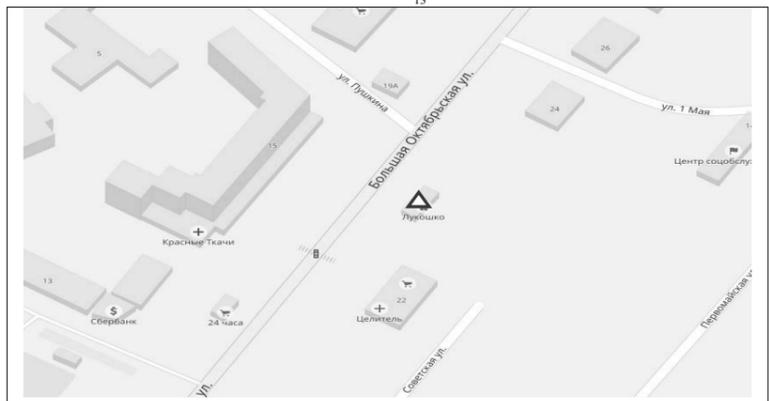 15
5
26
ул. Пушкина
19А
Большая Октябрьская ул.
24
ул. 1 Мая
15
Центр соцобслу
Лукошко
Красные Ткачи
13
Сбербанк
24 часа
22
Целитель
Первомайская у
Советская ул.
ул.